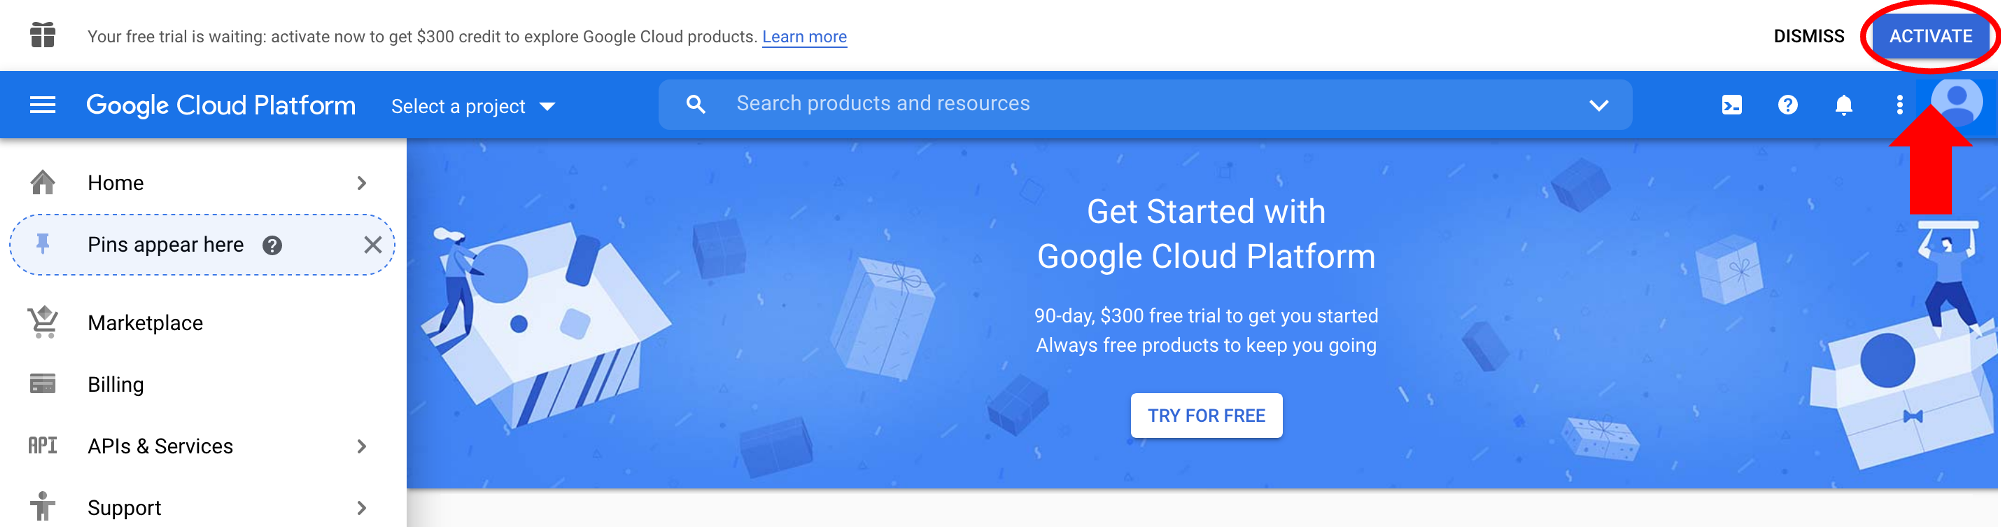 Your free trial is waiting: activate now to get $300 credit to explore Google Cloud products. Learn more
DISMISS
ACTIVATE
Google Cloud Platform
Select a project
Search products and resources
Home
Pins appear here
Marketplace
Billing
API APIs & Services
Support
Get Started with
Google Cloud Platform
90-day, $300 free trial to get you started
Always free products to keep you going
TRY FOR FREE